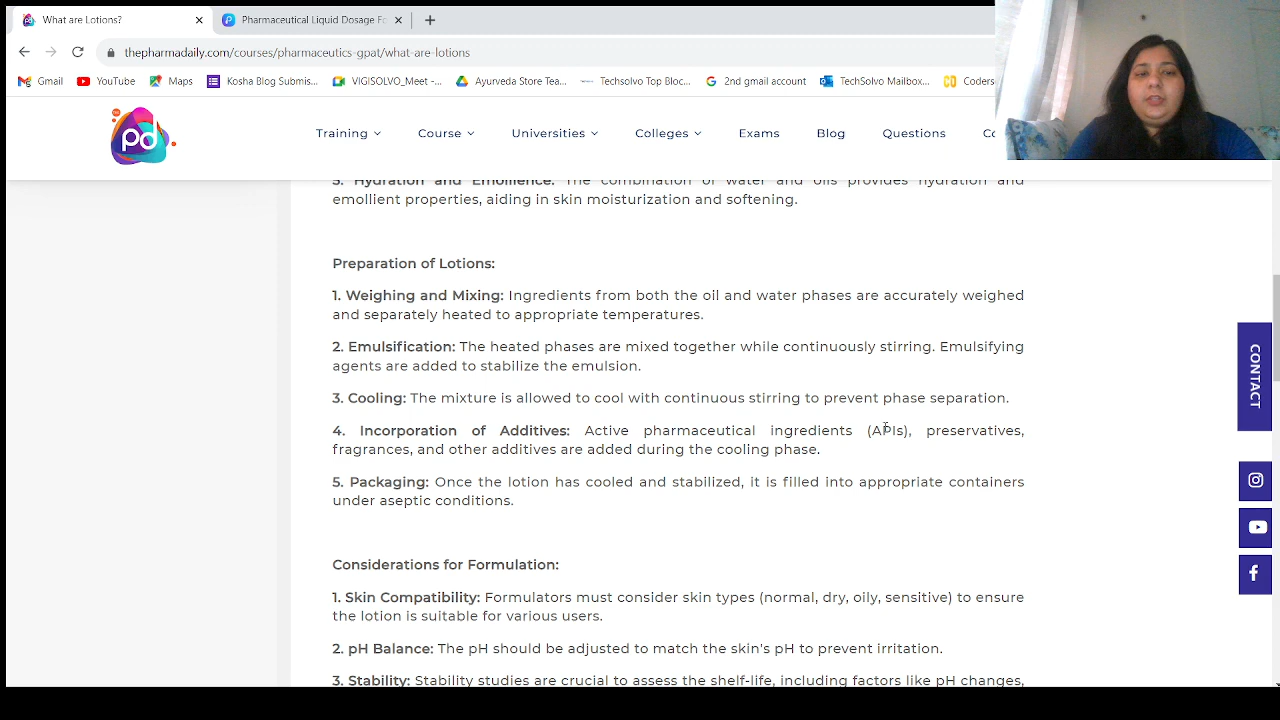 What are Lotions?
Pharmaceutical Liquid Dosage Fo
thepharmadaily.com/courses/pharmaceutics-gpat/what-are-lotions
Gmail YouTube Maps Kosha Blog Submis... VIGISOLVO_Meet -... Ayurveda Store Tea... Techsolvo Top Bloc... 2nd gmail account TechSolvo Mailbox... Coders
pd Training Course Universities Colleges Exams Blog Questions Co
5. Hydration and Emollience: The combination of water and oils provides hydration and
emollient properties, aiding in skin moisturization and softening.
Preparation of Lotions:
1. Weighing and Mixing: Ingredients from both the oil and water phases are accurately weighed
and separately heated to appropriate temperatures.
2. Emulsification: The heated phases are mixed together while continuously stirring. Emulsifying
agents are added to stabilize the emulsion.
3. Cooling: The mixture is allowed to cool with continuous stirring to prevent phase separation.
4. Incorporation of Additives: Active pharmaceutical ingredients (APIs), preservatives,
fragrances, and other additives are added during the cooling phase.
5. Packaging: Once the lotion has cooled and stabilized, it is filled into appropriate containers
under aseptic conditions.
Considerations for Formulation:
1. Skin Compatibility: Formulators must consider skin types (normal, dry, oily, sensitive) to ensure
the lotion is suitable for various users.
2. pH Balance: The pH should be adjusted to match the skin's pH to prevent irritation.
3. Stability: Stability studies are crucial to assess the shelf-life, including factors like pH changes,
CONTACT